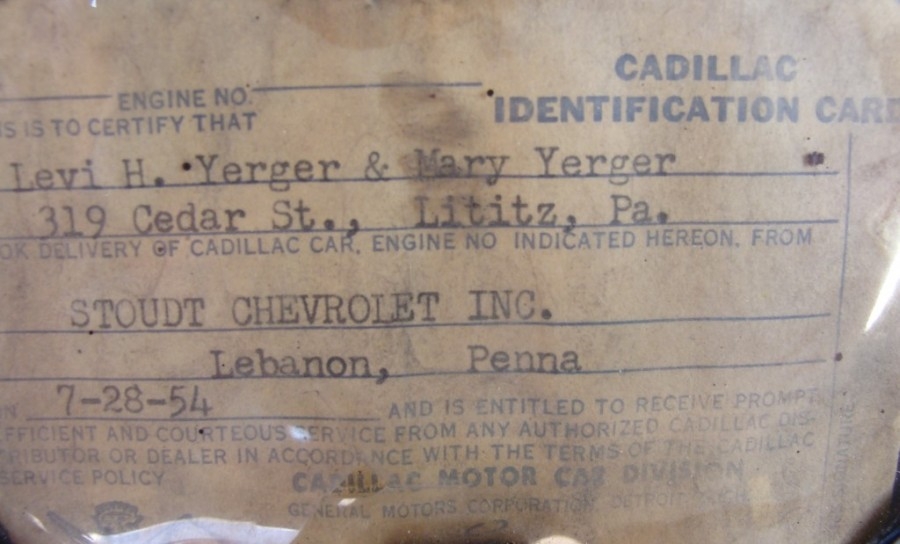 CADILLAC
IDENTIFICATION CARD
ENGINE NO.
IS IS TO CERTIFY THAT
Levi H. Yerger & Mary Yerger
319 Cedar St., Lititz, Pa.
OK DELIVERY OF CADILLAC CAR, ENGINE NO INDICATED HEREON, FROM
STOUDT CHEVROLET INC.
Lebanon, Penna
7-28-54 AND IS ENTITLED TO RECEIVE PROMPT,
EFFICIENT AND COURTEOUS SERVICE FROM ANY AUTHORIZED CADILLAC DIS-
TRIBUTOR OR DEALER IN ACCORDANCE WITH THE TERMS OF THE CADILLAC
SERVICE POLICY
CADILLAC MOTOR CAR DIVISION
GENERAL MOTORS CORPORATION, DETROIT